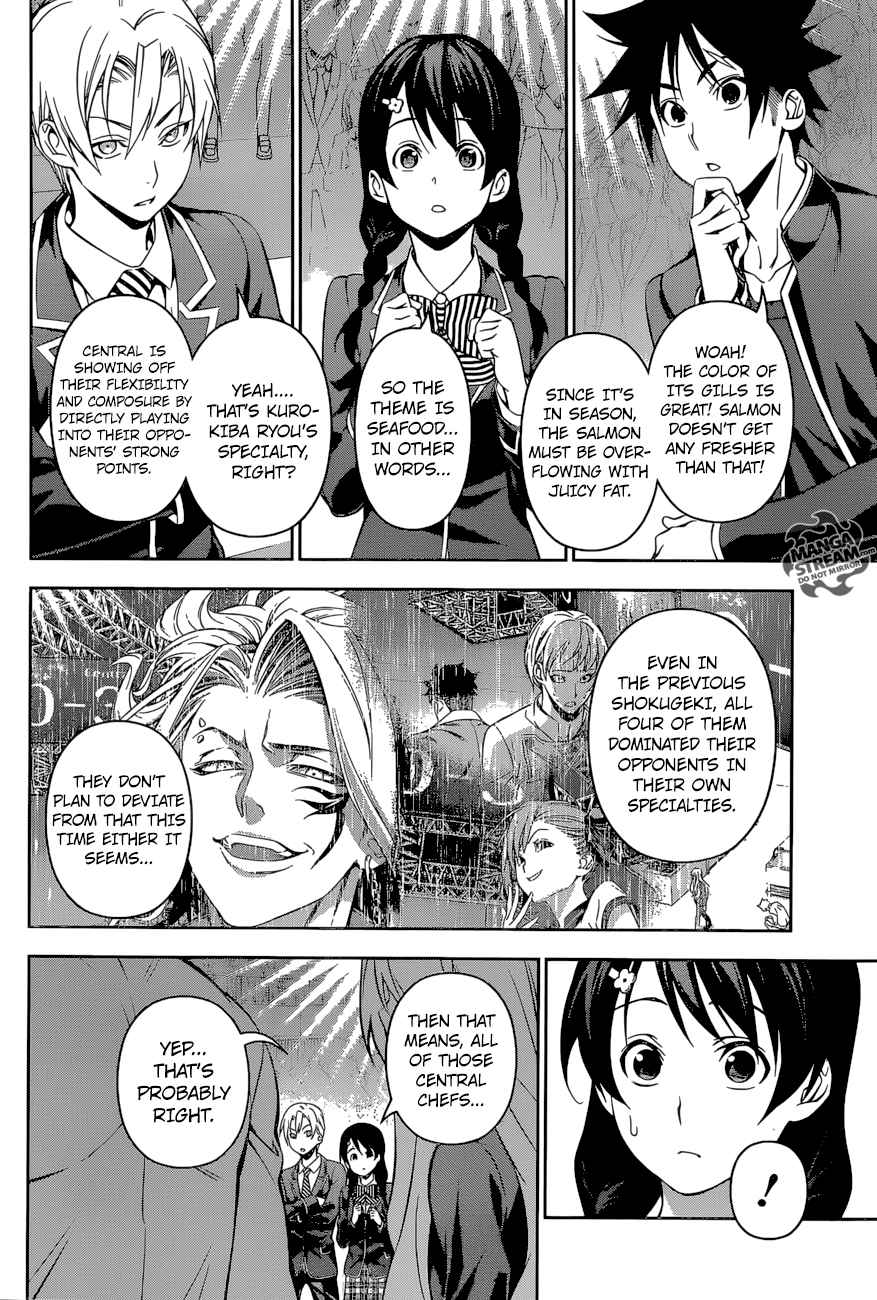 WOAH!
THE COLOR OF
ITS GILLS IS
GREAT! SALMON
DOESN'T GET
ANY FRESHER
THAN THAT!
SINCE IT'S
IN SEASON,
THE SALMON
MUST BE OVER-
FLOWING WITH
JUICY FAT.
SO THE
THEME IS
SEAFOOD...
IN OTHER
WORDS...
YEAH....
THAT'S KURO-
KIBA RYOU'S
SPECIALTY,
RIGHT?
CENTRAL IS
SHOWING OFF
THEIR FLEXIBILITY
AND COMPOSURE BY
DIRECTLY PLAYING
INTO THEIR OPPO-
NENTS' STRONG
POINTS.
MANGA
STREAM.com
DO NOT MIRROR
EVEN IN
THE PREVIOUS
SHOKUGEKI, ALL
FOUR OF THEM
DOMINATED THEIR
OPPONENTS IN
THEIR OWN
SPECIALTIES.
THEY DON'T
PLAN TO DEVIATE
FROM THAT THIS
TIME EITHER IT
SEEMS...
0-3
!
THEN THAT
MEANS, ALL
OF THOSE
CENTRAL
CHEFS...
YEP...
THAT'S
PROBABLY
RIGHT.